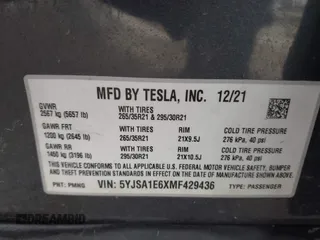 MFD BY TESLA, INC. 12/21
GVWR
2567 kg (5657 lb)
WITH TIRES
265/35R21 & 295/30R21
GAWR FRT
1200 kg (2645 lb)
WITH TIRES
265/35R21
RIM
21X9.5J
COLD TIRE PRESSURE
276 kPa, 40 psi
GAWR RR
1450 kg (3196 lb)
WITH TIRES
295/30R21
RIM
21X10.5J
COLD TIRE PRESSURE
276 kPa, 40 psi
THIS VEHICLE CONFORMS TO ALL APPLICABLE U.S. FEDERAL MOTOR VEHICLE SAFETY, BUMPER
AND THEFT PREVENTION STANDARDS IN EFFECT ON THE DATE OF
MANUFACTURE SHOWN ABOVE.
PNT: PMNG
VIN: 5YJSA1E6XMF429436
TYPE: PASSENGER
DREAMBID